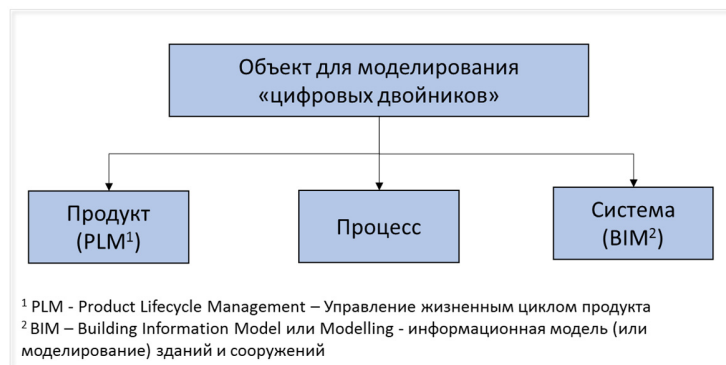 Объект для моделирования
«цифровых двойников»
Продукт
(PLM¹)
Процесс
Система
(BIM²)
¹ PLM - Product Lifecycle Management – Управление жизненным циклом продукта
² BIM – Building Information Model или Modelling - информационная модель (или
моделирование) зданий и сооружений